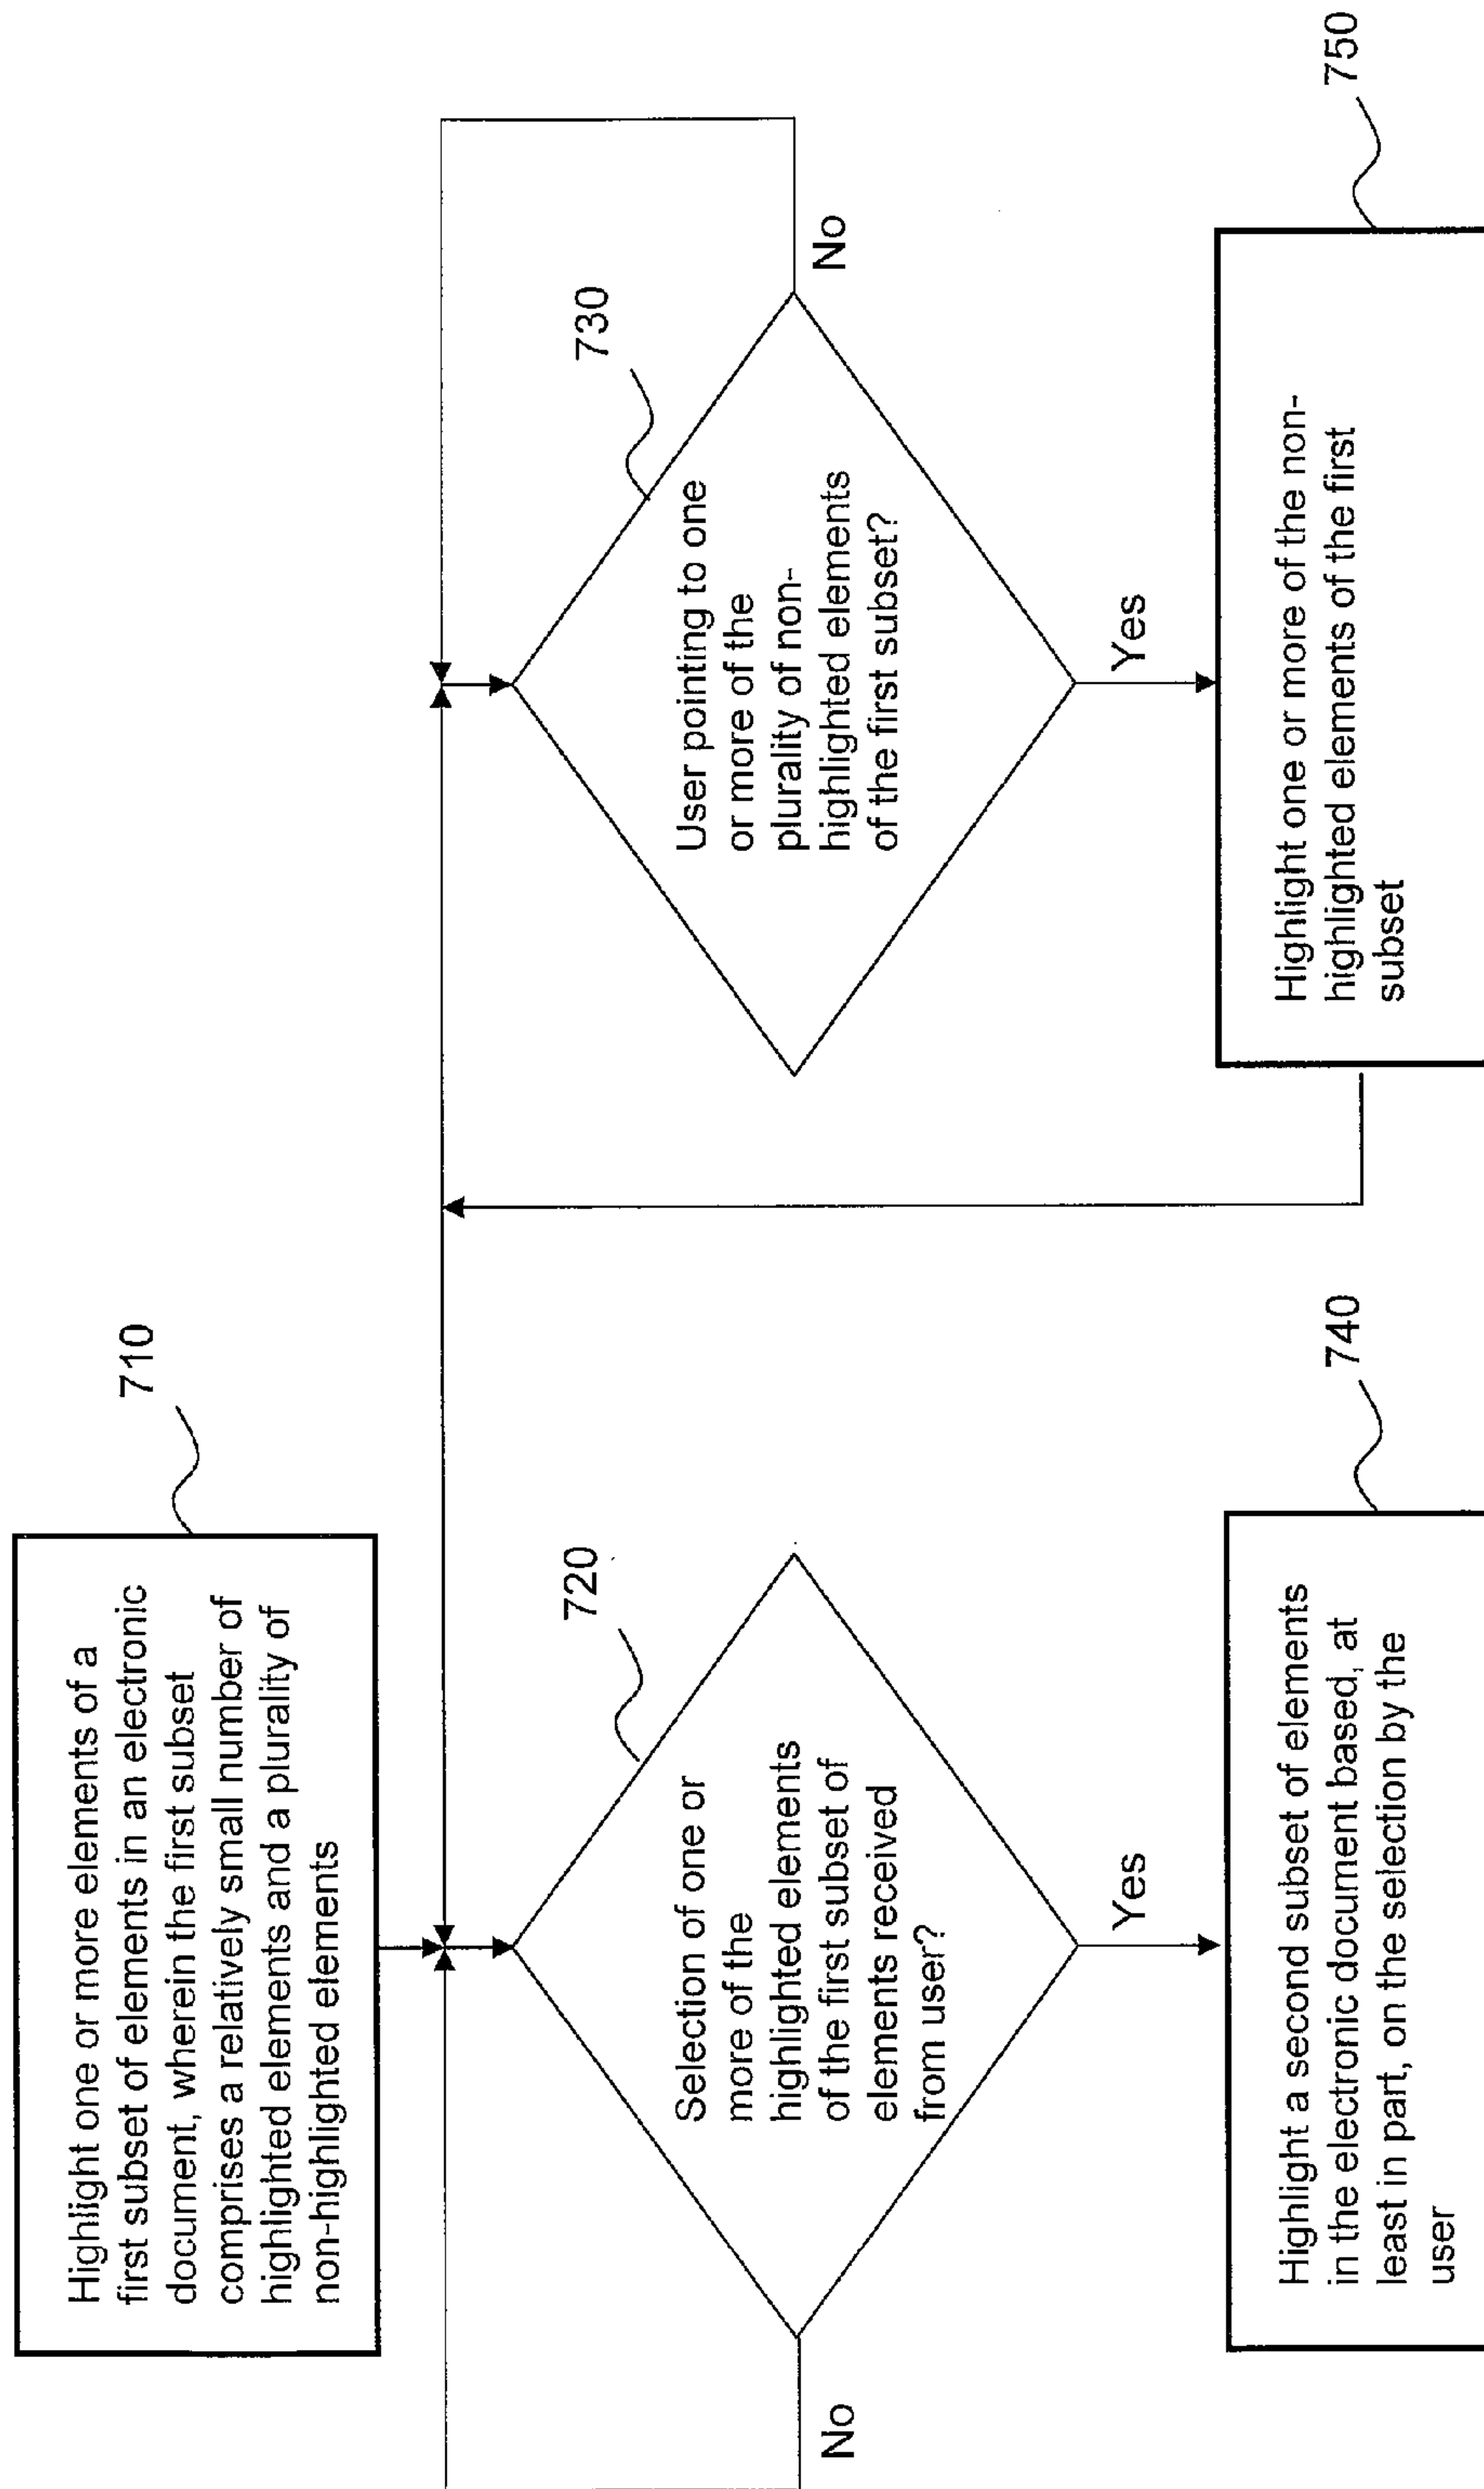 Highlight one or more elements of a
first subset of elements in an electronic
document, wherein the first subset
comprises a relatively small number of
highlighted elements and a plurality of
non-highlighted elements
710
Selection of one or
more of the
highlighted elements
of the first subset of
elements received
from user?
720
No
Yes
User pointing to one
or more of the
plurality of non-
highlighted elements
of the first subset?
730
No
Yes
Highlight a second subset of elements
in the electronic document based, at
least in part, on the selection by the
user
740
Highlight one or more of the non-
highlighted elements of the first
subset
750